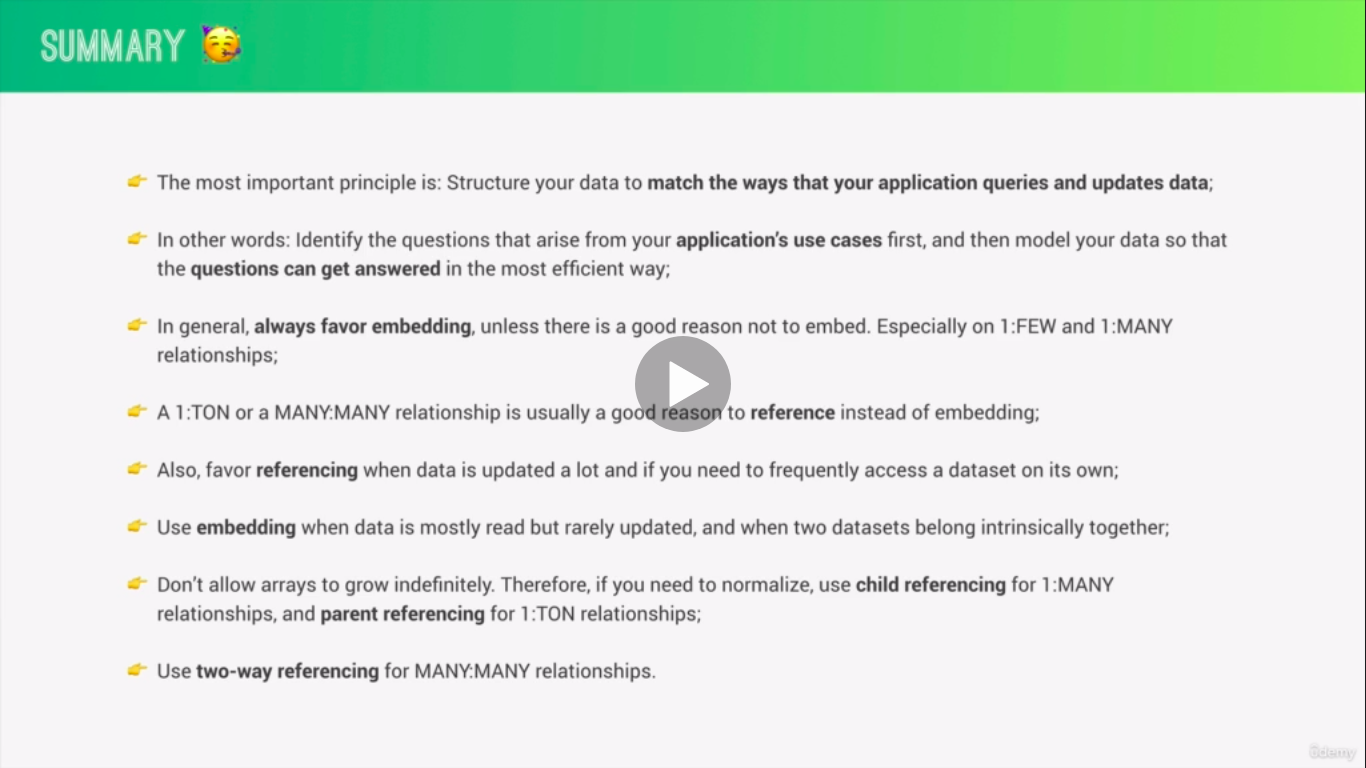 SUMMARY 🥳
👉 The most important principle is: Structure your data to match the ways that your application queries and updates data;
👉 In other words: Identify the questions that arise from your application’s use cases first, and then model your data so that
the questions can get answered in the most efficient way;
👉 In general, always favor embedding, unless there is a good reason not to embed. Especially on 1:FEW and 1:MANY
relationships;
👉 A 1:TON or a MANY:MANY relationship is usually a good reason to reference instead of embedding;
👉 Also, favor referencing when data is updated a lot and if you need to frequently access a dataset on its own;
👉 Use embedding when data is mostly read but rarely updated, and when two datasets belong intrinsically together;
👉 Don’t allow arrays to grow indefinitely. Therefore, if you need to normalize, use child referencing for 1:MANY
relationships, and parent referencing for 1:TON relationships;
👉 Use two-way referencing for MANY:MANY relationships.
ûdemy